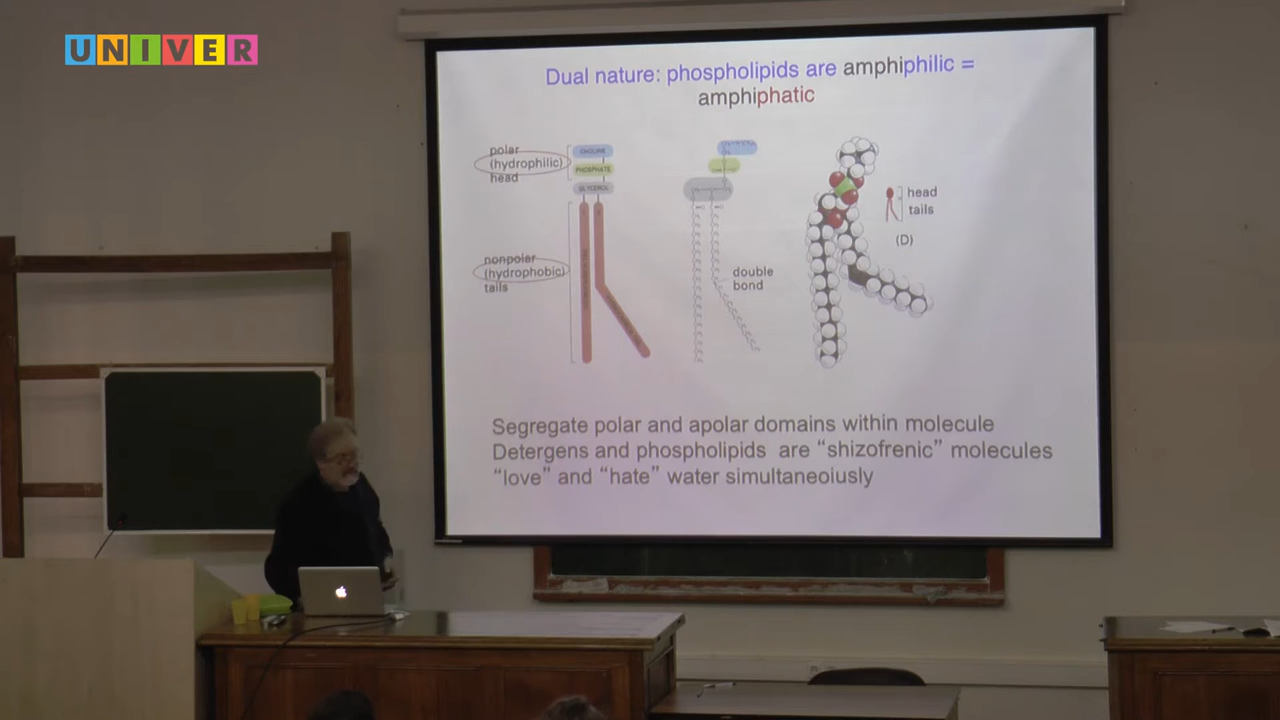 UNIVER
Dual nature: phospholipids are amphiphilic =
amphiphatic
polar
(hydrophilic)
head
CHOLINE
PHOSPHATE
GLYCEROL
nonpolar
(hydrophobic)
tails
double
bond
head
tails
(D)
Segregate polar and apolar domains within molecule
Detergens and phospholipids are “shizofrenic” molecules
“love” and “hate” water simultaneoiusly